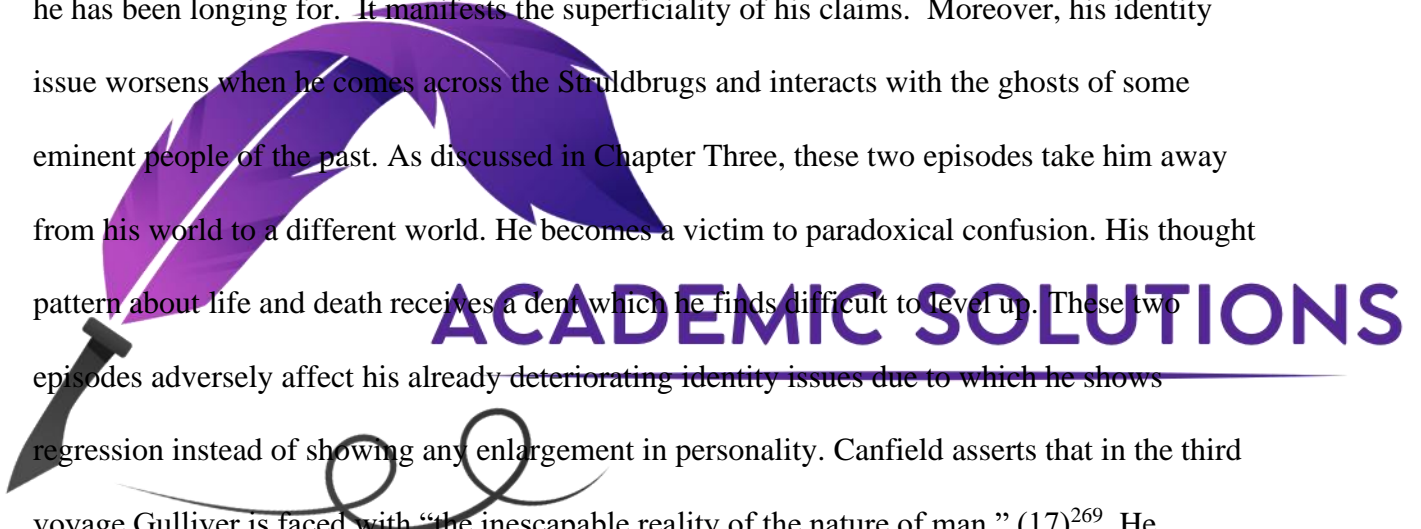 he has been longing for.  It manifests the superficiality of his claims.  Moreover, his identity
issue worsens when he comes across the Struldbrugs and interacts with the ghosts of some
eminent people of the past. As discussed in Chapter Three, these two episodes take him away
from his world to a different world. He becomes a victim to paradoxical confusion. His thought
pattern about life and death receives a dent which he finds difficult to level up. These two
ACADEMIC SOLUTIONS
episodes adversely affect his already deteriorating identity issues due to which he shows
regression instead of showing any enlargement in personality. Canfield asserts that in the third
voyage Gulliver is faced with “the inescapable reality of the nature of man.” (17)²⁶⁹  He